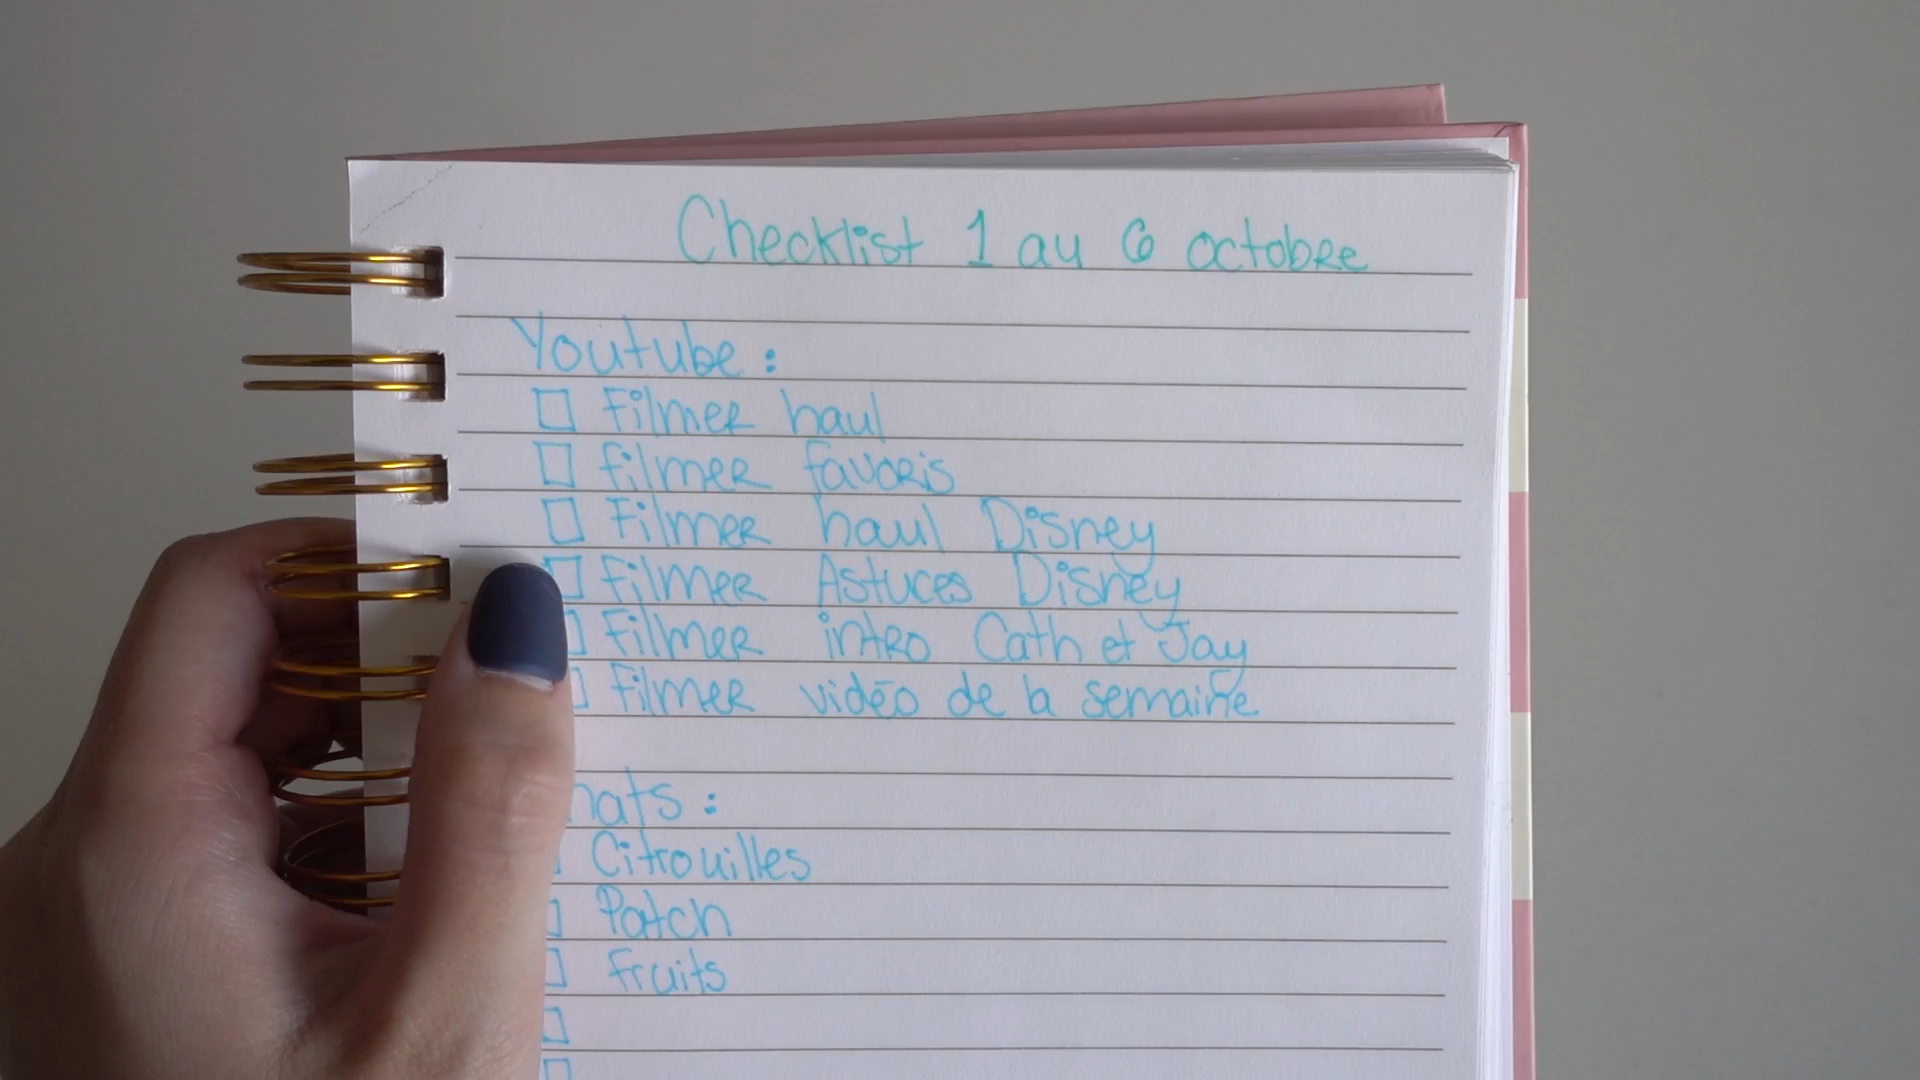 Checklist 1 au 6 octobre
Youtube :
Filmer haul
Filmer favoris
Filmer haul Disney
Filmer Astuces Disney
Filmer intro Cath et Jay
Filmer vidéo de la semaine
hats :
Citrouilles
Patch
Fruits